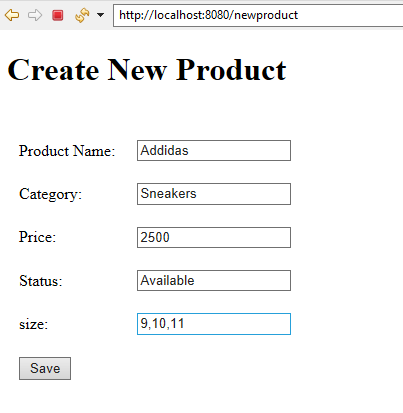 http://localhost:8080/newproduct
Create New Product
Product Name: Addidas
Category: Sneakers
Price: 2500
Status: Available
size: 9,10,11
Save